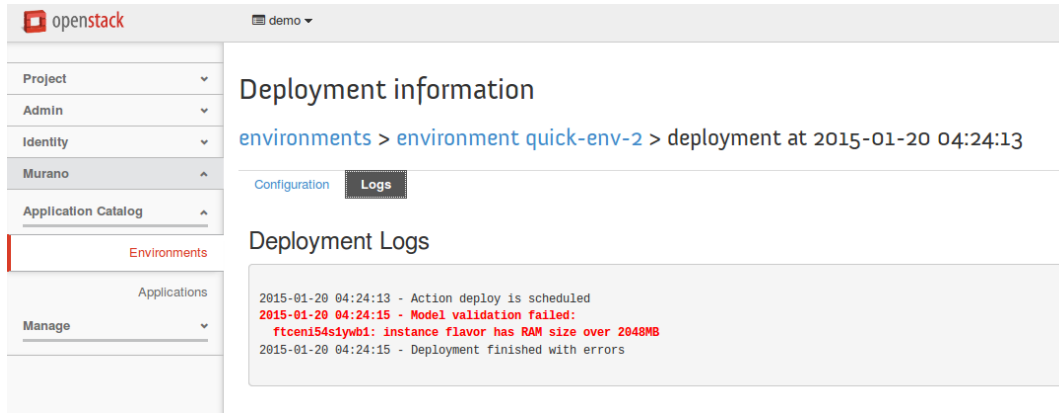 openstack
demo
Project
Admin
Identity
Murano
Application Catalog
Environments
Applications
Manage
Deployment information
environments > environment quick-env-2 > deployment at 2015-01-20 04:24:13
Configuration
Logs
Deployment Logs
2015-01-20 04:24:13 - Action deploy is scheduled
2015-01-20 04:24:15 - Model validation failed:
ftceni54s1ywb1: instance flavor has RAM size over 2048MB
2015-01-20 04:24:15 - Deployment finished with errors